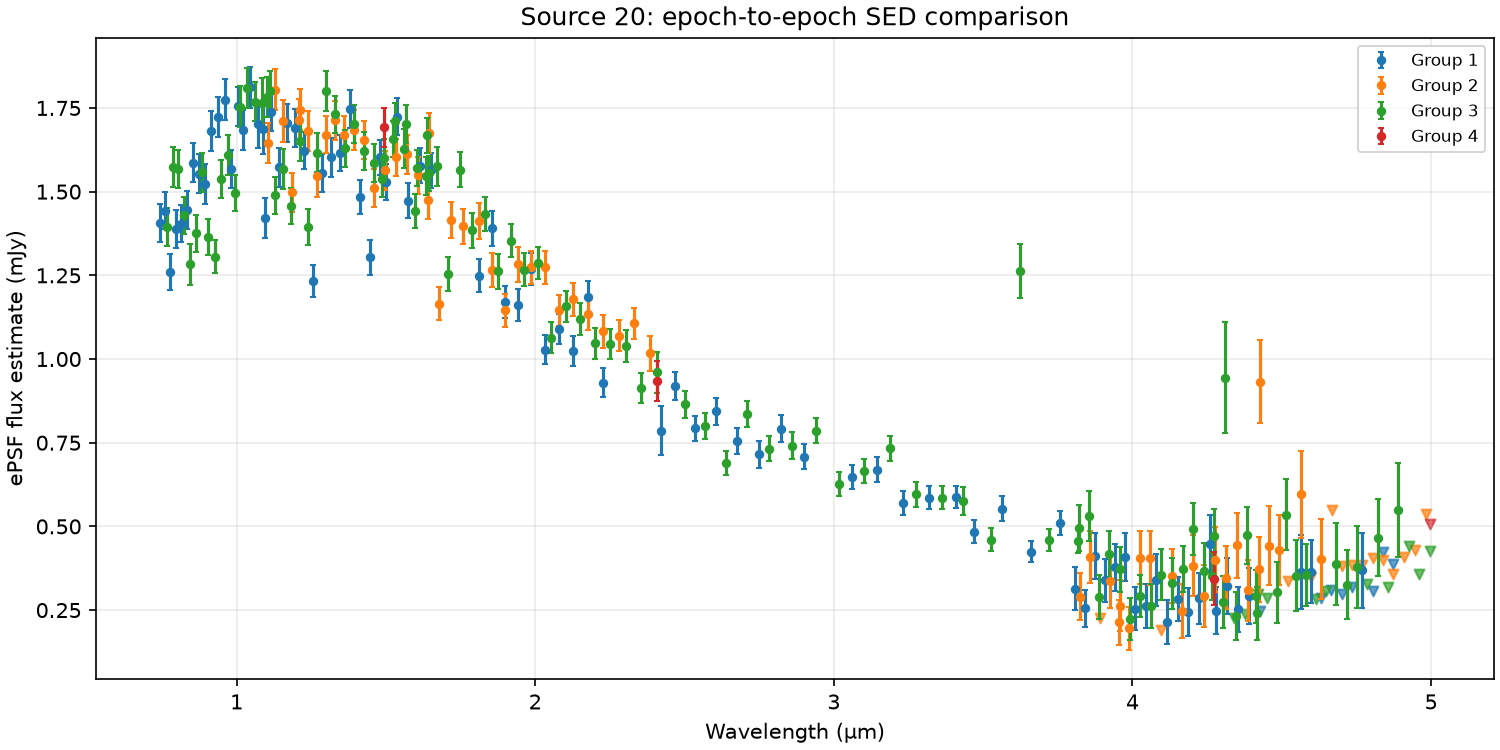 Source 20: epoch-to-epoch SED comparison
ePSF flux estimate (mJy)
1.75
1.50
1.25
1.00
0.75
0.50
0.25
Group 1
Group 2
Group 3
Group 4
1 2 3 4 5
Wavelength (μm)